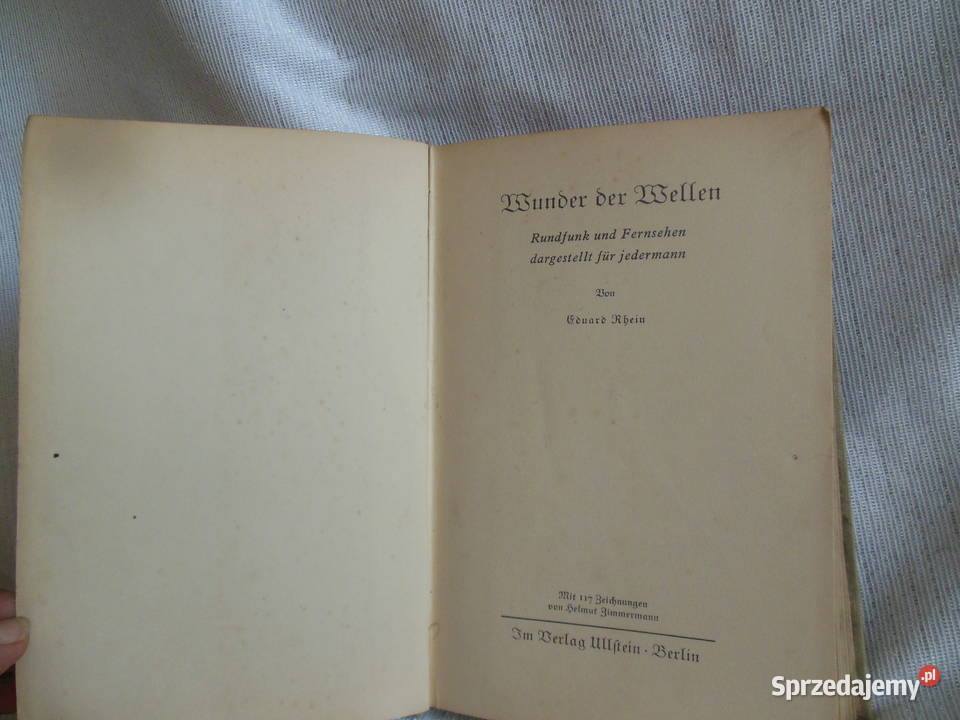 Wunder der Wellen
Rundfunk und Fernsehen
dargestellt für jedermann
Von
Eduard Rhein
Mit 117 Zeichnungen
von Helmut Zimmermann
Im Verlag Ullstein · Berlin
Sprzedajemy.pl